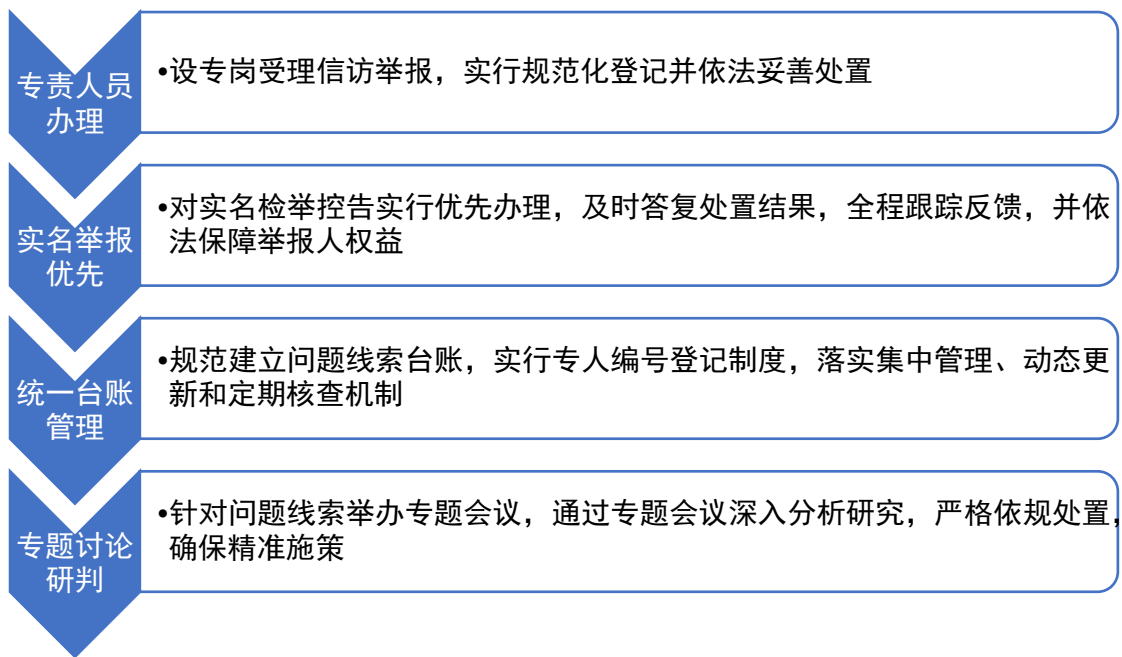 专责人员
办理
•设专岗受理信访举报，实行规范化登记并依法妥善处置
实名举报
优先
•对实名检举控告实行优先办理，及时答复处置结果，全程跟踪反馈，并依
法保障举报人权益
统一台账
管理
•规范建立问题线索台账，实行专人编号登记制度，落实集中管理、动态更
新和定期核查机制
专题讨论
研判
•针对问题线索举办专题会议，通过专题会议深入分析研究，严格依规处置，
确保精准施策